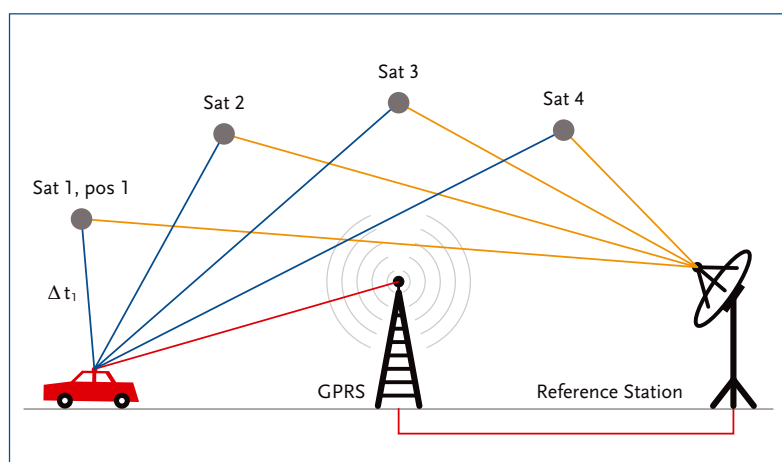 Sat 3
Sat 2
Sat 4
Sat 1, pos 1
Δ t₁
GPRS
Reference Station